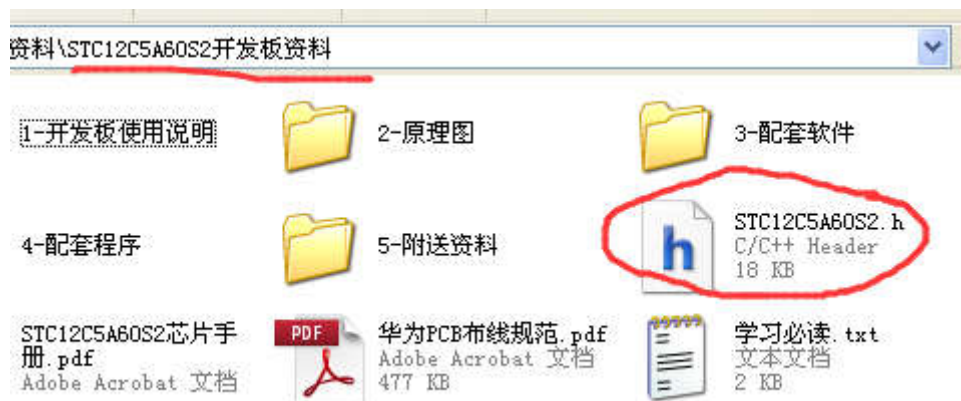 资料\STC12C5A60S2开发板资料
1-开发板使用说明
2-原理图
3-配套软件
4-配套程序
5-附送资料
STC12C5A60S2.h
C/C++ Header
18 KB
STC12C5A60S2芯片手
册.pdf
Adobe Acrobat 文档
PDF
华为PCB布线规范.pdf
Adobe Acrobat 文档
477 KB
学习必读.txt
文本文档
2 KB